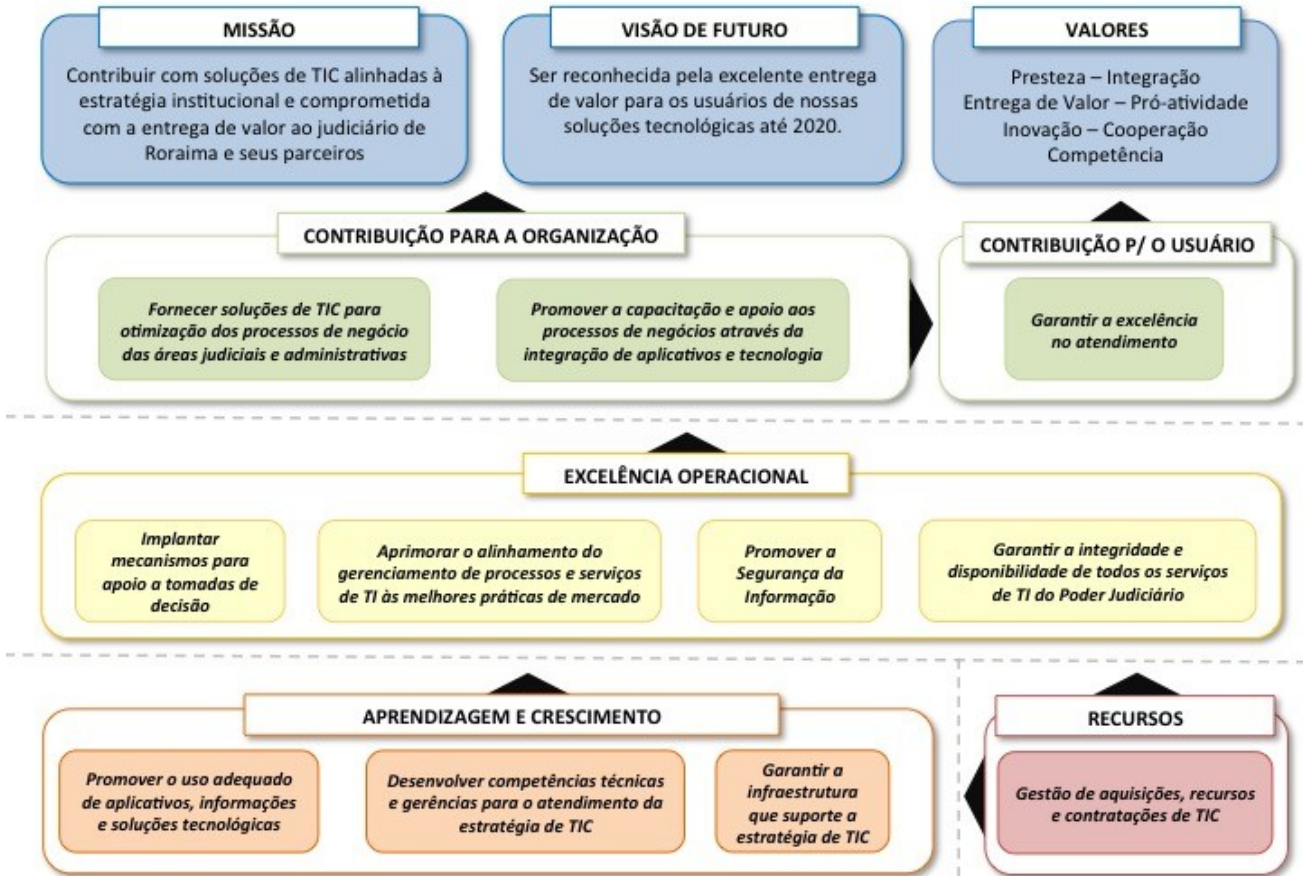 MISSÃO
Contribuir com soluções de TIC alinhadas à
estratégia institucional e comprometida
com a entrega de valor ao judiciário de
Roraima e seus parceiros
VISÃO DE FUTURO
Ser reconhecida pela excelente entrega
de valor para os usuários de nossas
soluções tecnológicas até 2020.
VALORES
Presteza – Integração
Entrega de Valor – Pró-atividade
Inovação – Cooperação
Competência
CONTRIBUIÇÃO PARA A ORGANIZAÇÃO
Fornecer soluções de TIC para
otimização dos processos de negócio
das áreas judiciais e administrativas
Promover a capacitação e apoio aos
processos de negócios através da
integração de aplicativos e tecnologia
CONTRIBUIÇÃO P/ O USUÁRIO
Garantir a excelência
no atendimento
EXCELÊNCIA OPERACIONAL
Implantar
mecanismos para
apoio a tomadas de
decisão
Aprimorar o alinhamento do
gerenciamento de processos e serviços
de TI às melhores práticas de mercado
Promover a
Segurança da
Informação
Garantir a integridade e
disponibilidade de todos os serviços
de TI do Poder Judiciário
APRENDIZAGEM E CRESCIMENTO
Promover o uso adequado
de aplicativos, informações
e soluções tecnológicas
Desenvolver competências técnicas
e gerências para o atendimento da
estratégia de TIC
Garantir a
infraestrutura
que suporte a
estratégia de TIC
RECURSOS
Gestão de aquisições, recursos
e contratações de TIC